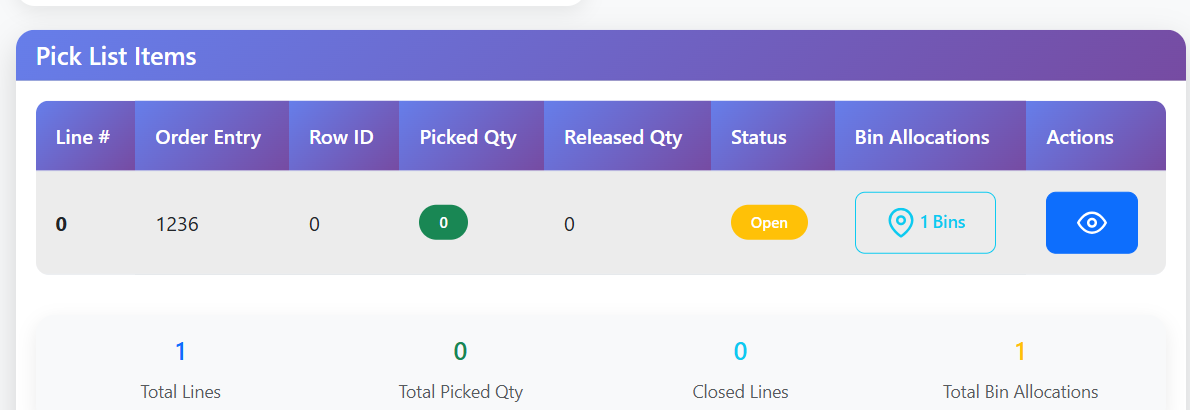 Pick List Items
Line # Order Entry Row ID Picked Qty Released Qty Status Bin Allocations Actions
0 1236 0 0 0 Open 1 Bins
1 0 0 1
Total Lines Total Picked Qty Closed Lines Total Bin Allocations